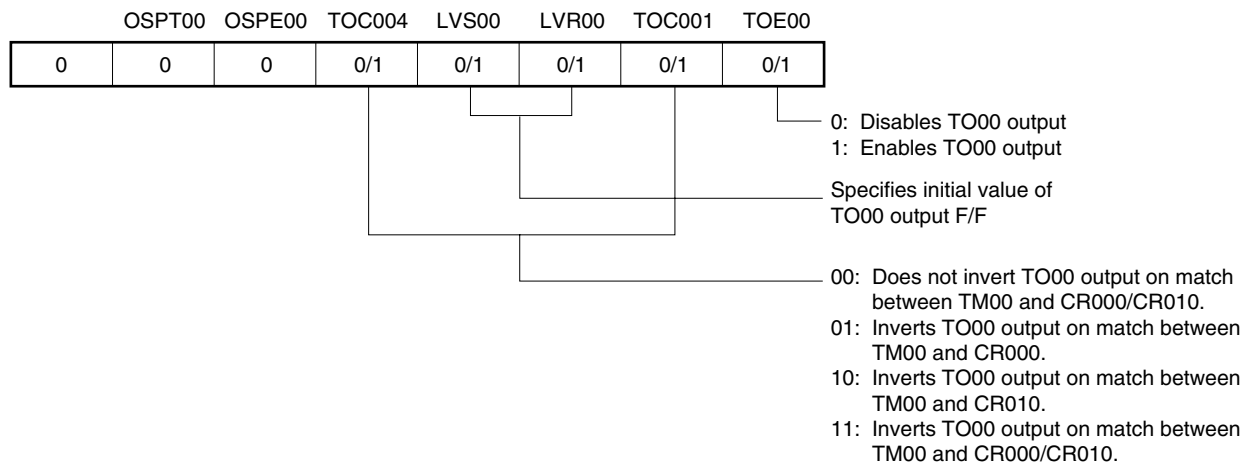 OSPT00 OSPE00 TOC004 LVS00 LVR00 TOC001 TOE00
0 0 0 0/1 0/1 0/1 0/1 0/1
0: Disables TO00 output
1: Enables TO00 output
Specifies initial value of
TO00 output F/F
00: Does not invert TO00 output on match
between TM00 and CR000/CR010.
01: Inverts TO00 output on match between
TM00 and CR000.
10: Inverts TO00 output on match between
TM00 and CR010.
11: Inverts TO00 output on match between
TM00 and CR000/CR010.